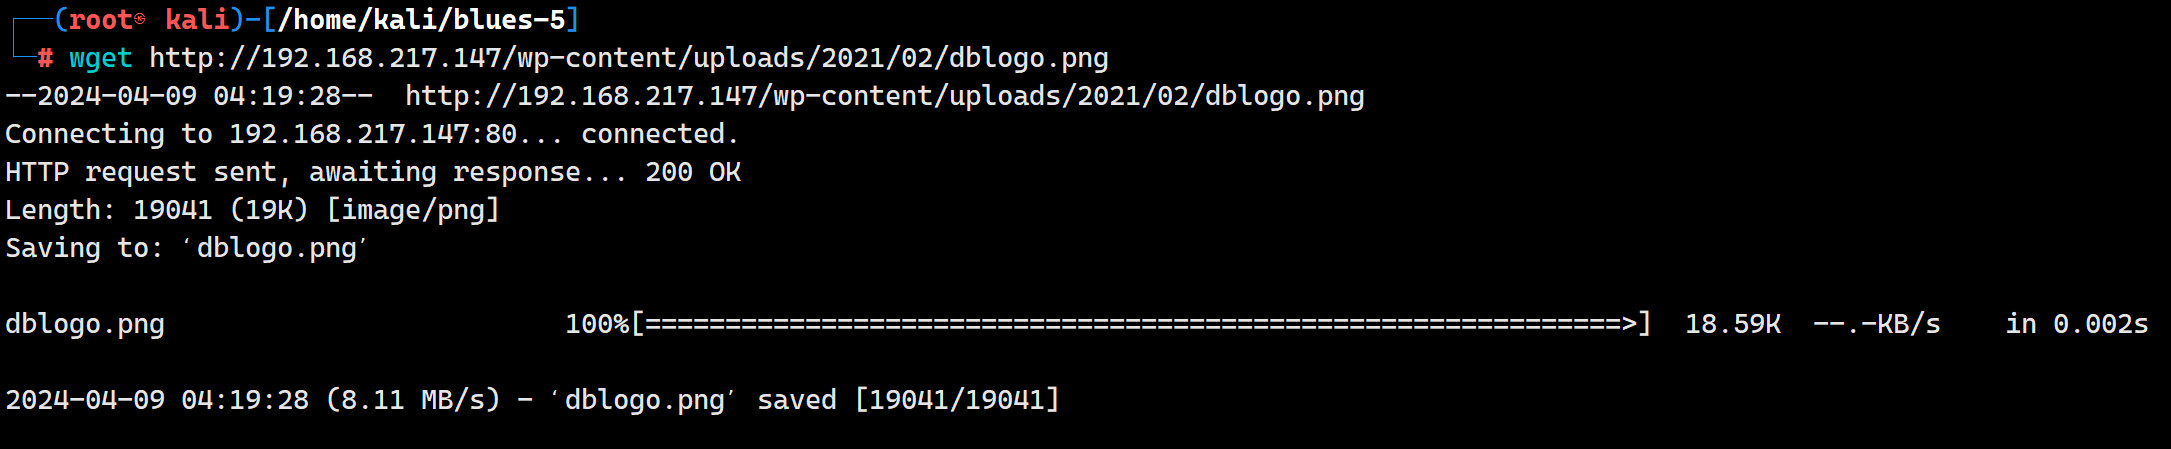 ┌──(root㉿ kali)-[/home/kali/blues-5]
└─# wget http://192.168.217.147/wp-content/uploads/2021/02/dblogo.png
--2024-04-09 04:19:28--  http://192.168.217.147/wp-content/uploads/2021/02/dblogo.png
Connecting to 192.168.217.147:80... connected.
HTTP request sent, awaiting response... 200 OK
Length: 19041 (19K) [image/png]
Saving to: ‘dblogo.png’
dblogo.png 100%[=============================================================>] 18.59K --.-KB/s in 0.002s
2024-04-09 04:19:28 (8.11 MB/s) - ‘dblogo.png’ saved [19041/19041]